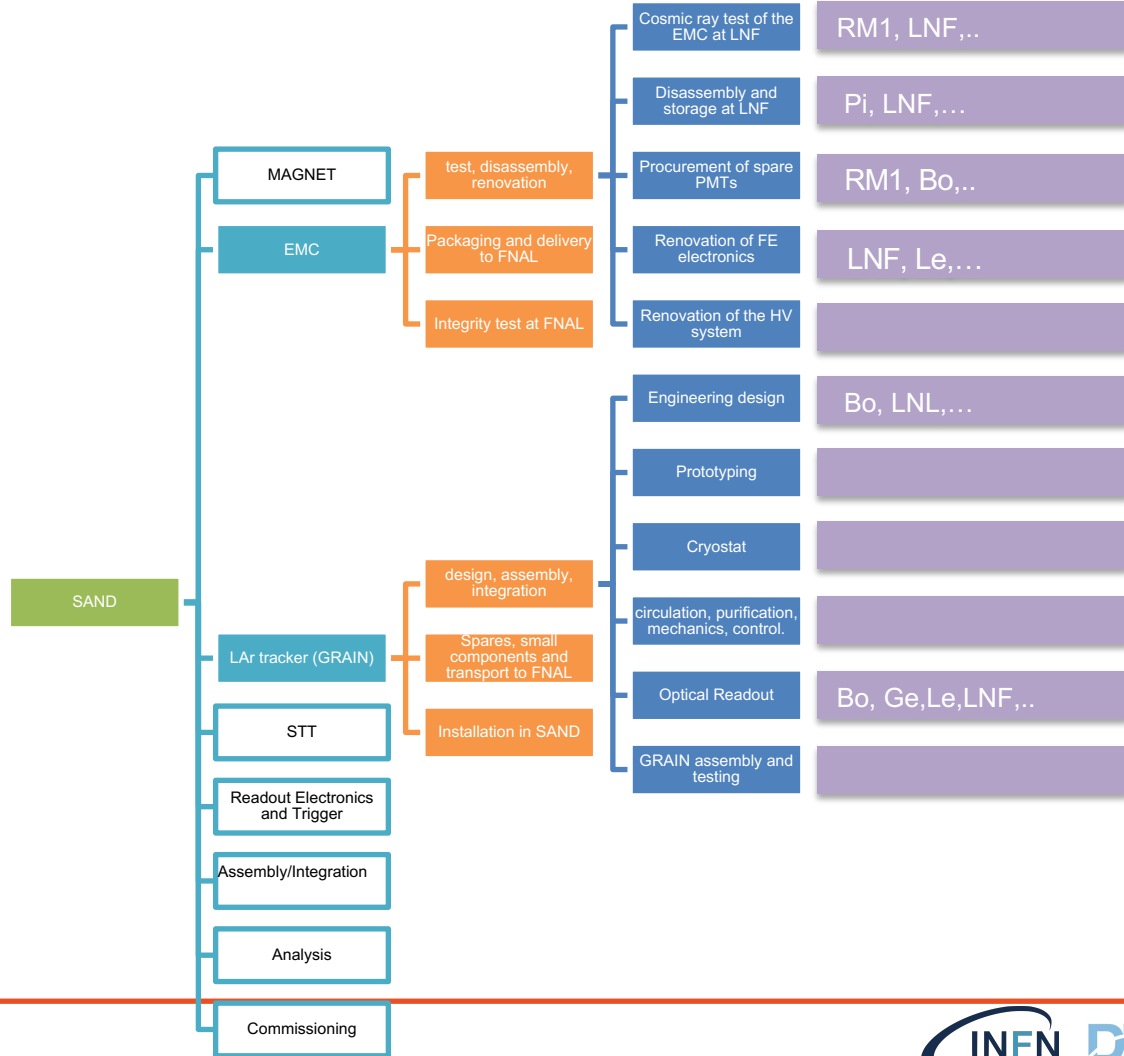 Cosmic ray test of the
EMC at LNF
RM1, LNF,..
Disassembly and
storage at LNF
Pi, LNF,…
MAGNET
test, disassembly,
renovation
Procurement of spare
PMTs
RM1, Bo,..
EMC
Packaging and delivery
to FNAL
Renovation of FE
electronics
LNF, Le,…
Integrity test at FNAL
Renovation of the HV
system
Engineering design
Bo, LNL,…
Prototyping
Cryostat
SAND
design, assembly,
integration
circulation, purification,
mechanics, control.
LAr tracker (GRAIN)
Spares, small
components and
transport to FNAL
Optical Readout
Bo, Ge,Le,LNF,..
STT
Installation in SAND
GRAIN assembly and
testing
Readout Electronics
and Trigger
Assembly/Integration
Analysis
Commissioning
INFN